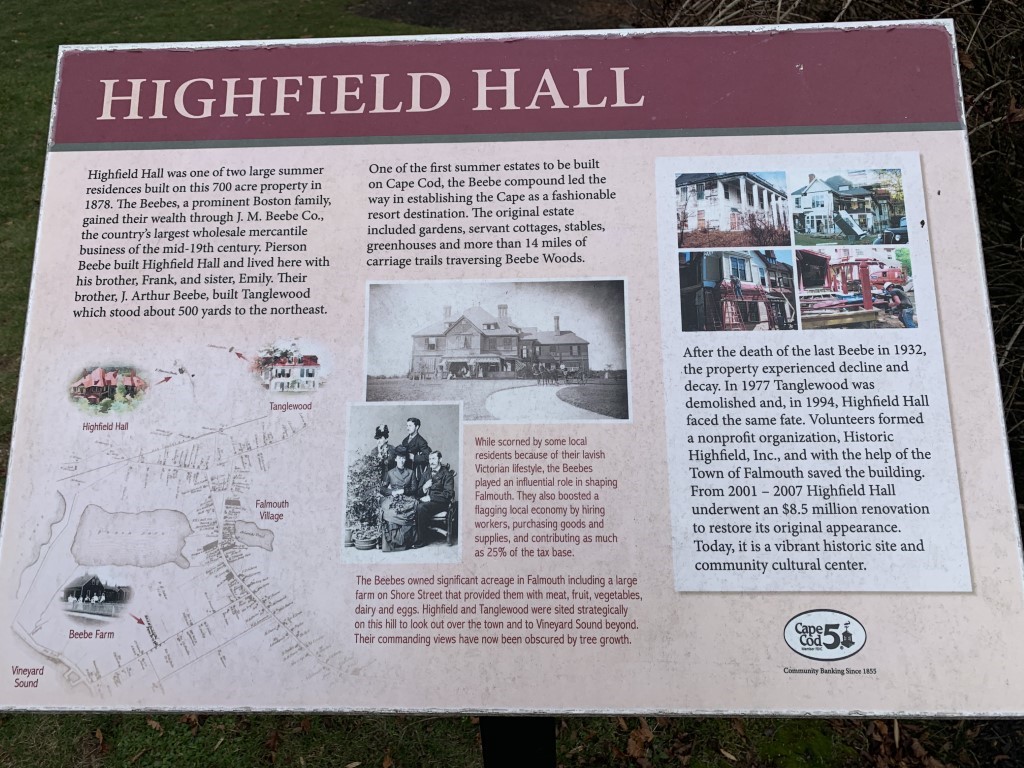 HIGHFIELD HALL
Highfield Hall was one of two large summer
residences built on this 700 acre property in
1878. The Beebes, a prominent Boston family,
gained their wealth through J. M. Beebe Co.,
the country's largest wholesale mercantile
business of the mid-19th century. Pierson
Beebe built Highfield Hall and lived here with
his brother, Frank, and sister, Emily. Their
brother, J. Arthur Beebe, built Tanglewood
which stood about 500 yards to the northeast.
Highfield Hall
Tanglewood
Falmouth
Village
Beebe Farm
Vineyard
Sound
One of the first summer estates to be built
on Cape Cod, the Beebe compound led the
way in establishing the Cape as a fashionable
resort destination. The original estate
included gardens, servant cottages, stables,
greenhouses and more than 14 miles of
carriage trails traversing Beebe Woods.
While scorned by some local
residents because of their lavish
Victorian lifestyle, the Beebes
played an influential role in shaping
Falmouth. They also boosted a
flagging local economy by hiring
workers, purchasing goods and
supplies, and contributing as much
as 25% of the tax base.
The Beebes owned significant acreage in Falmouth including a large
farm on Shore Street that provided them with meat, fruit, vegetables,
dairy and eggs. Highfield and Tanglewood were sited strategically
on this hill to look out over the town and to Vineyard Sound beyond.
Their commanding views have now been obscured by tree growth.
After the death of the last Beebe in 1932,
the property experienced decline and
decay. In 1977 Tanglewood was
demolished and, in 1994, Highfield Hall
faced the same fate. Volunteers formed
a nonprofit organization, Historic
Highfield, Inc., and with the help of the
Town of Falmouth saved the building.
From 2001 – 2007 Highfield Hall
underwent an $8.5 million renovation
to restore its original appearance.
Today, it is a vibrant historic site and
community cultural center.
Cape
Cod 5
Member FDIC
Community Banking Since 1855